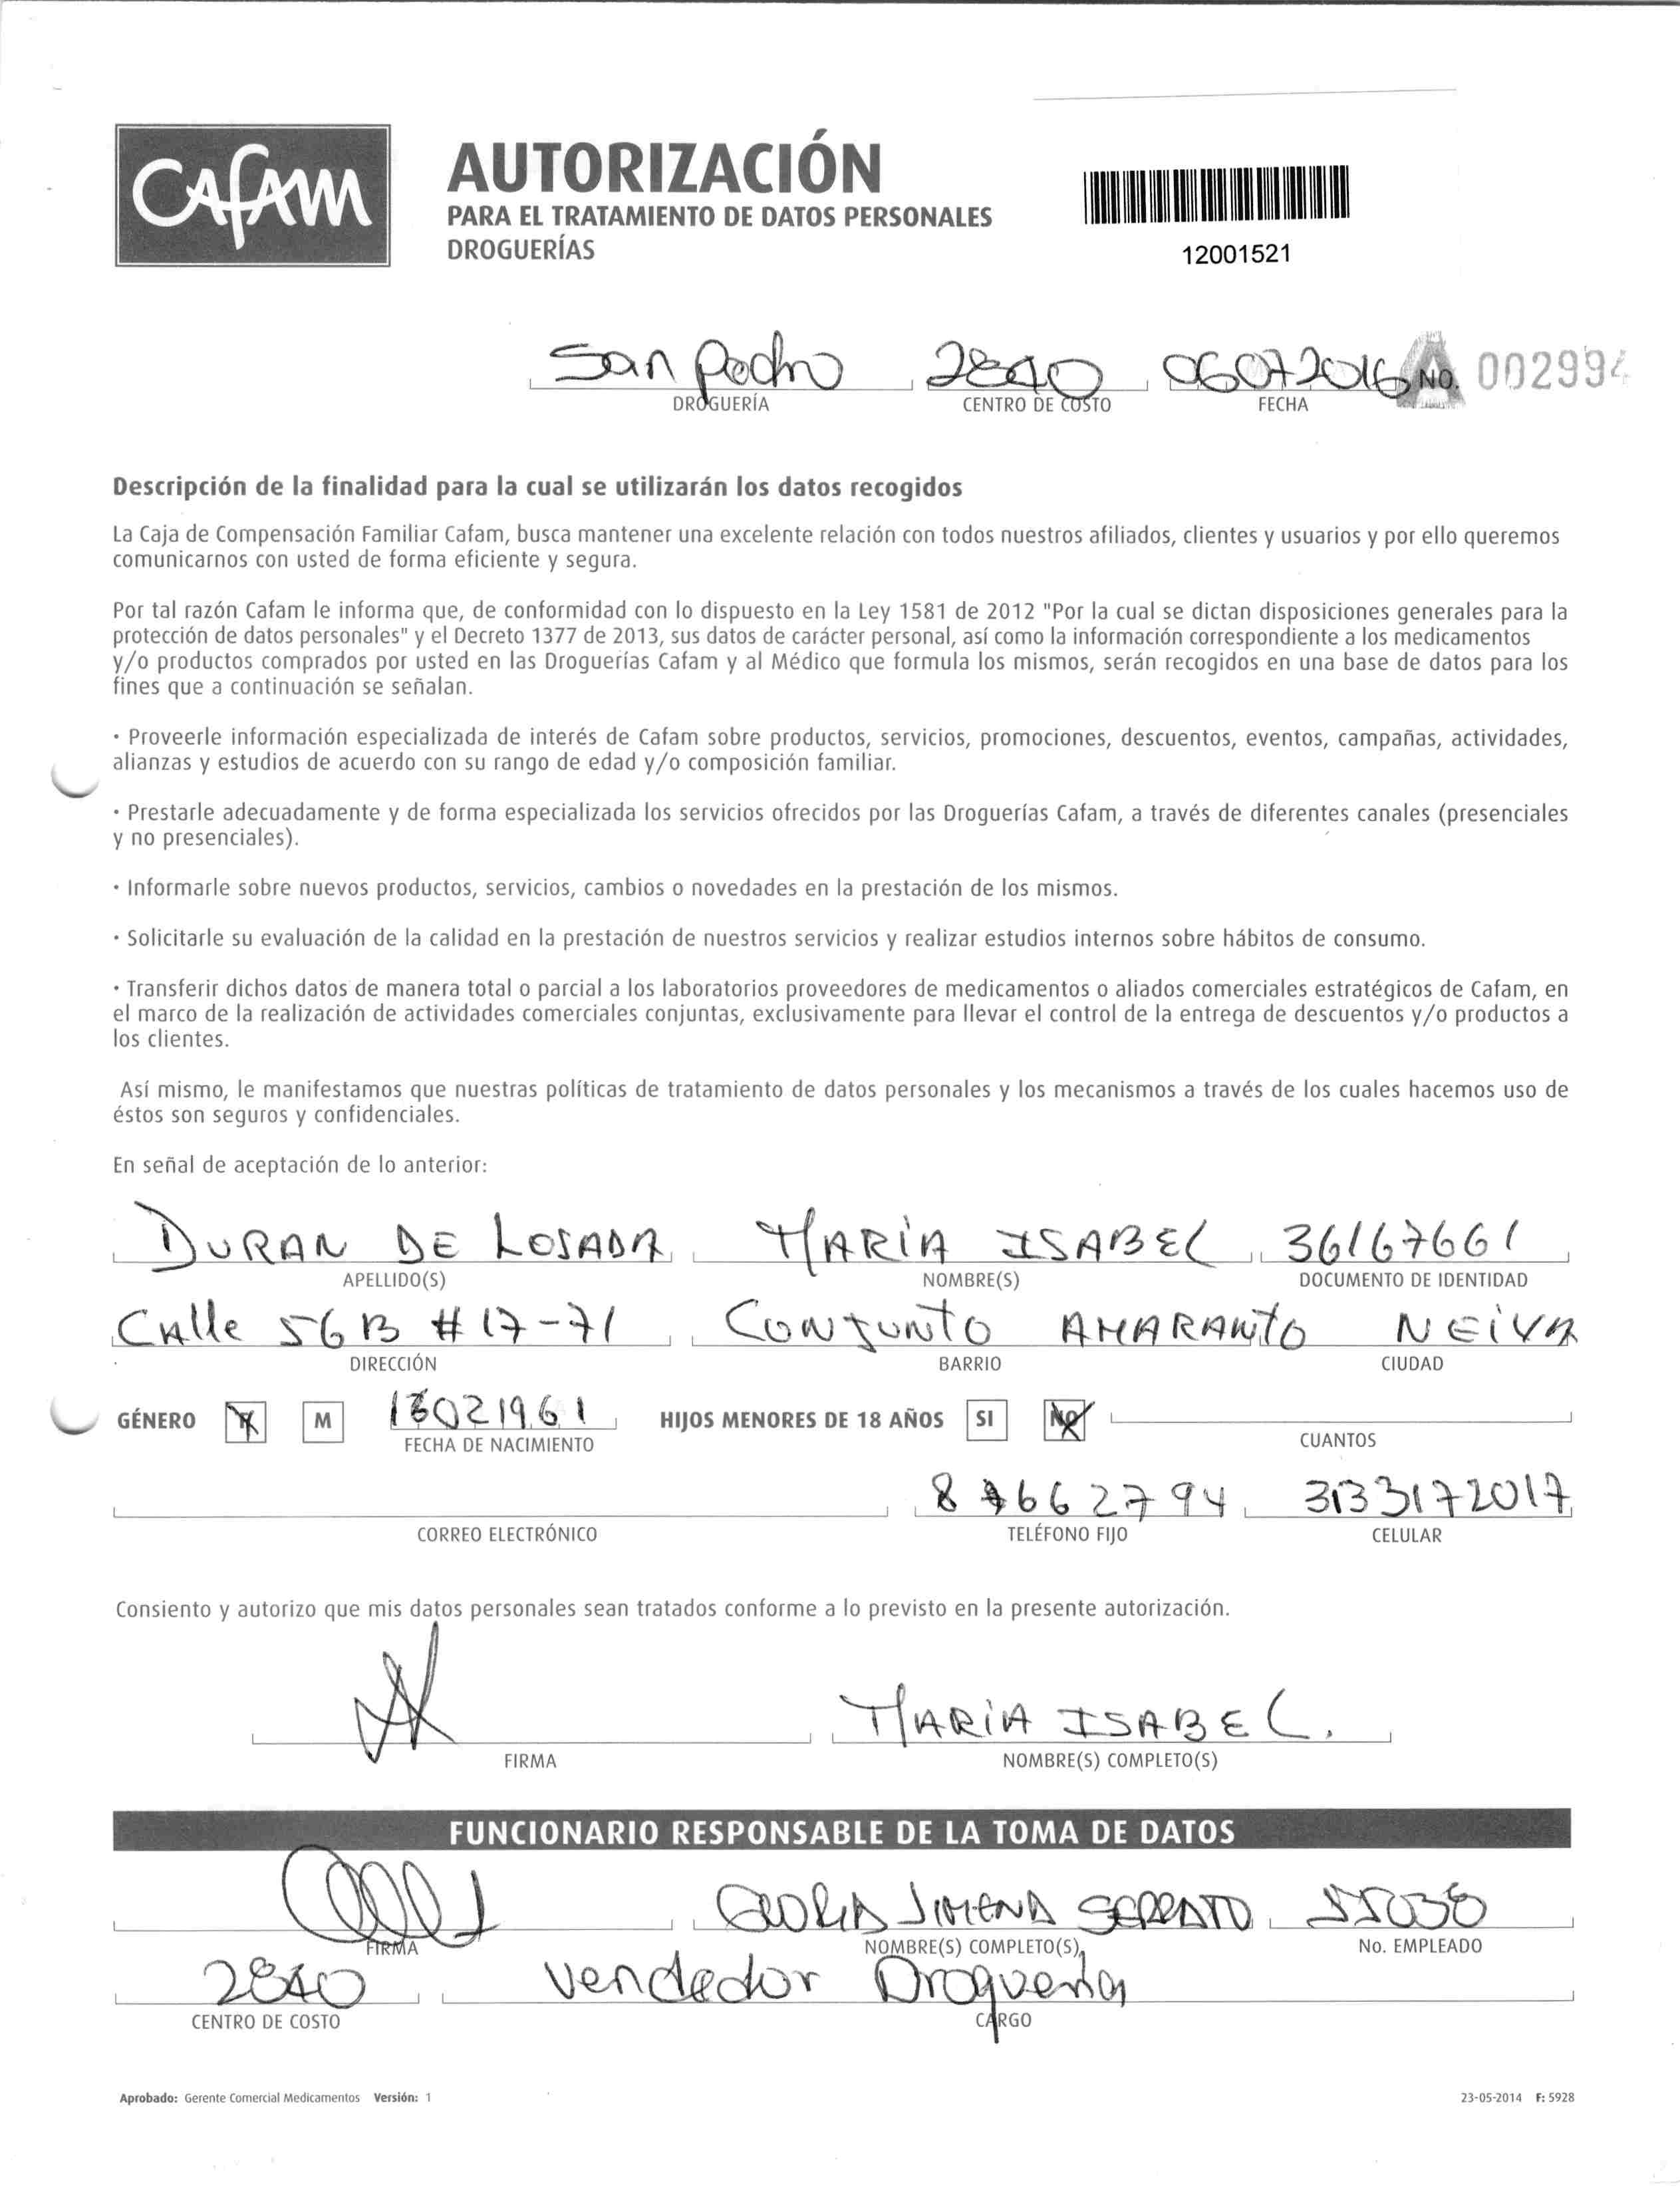 CAfAM
AUTORIZACIÓN
PARA EL TRATAMIENTO DE DATOS PERSONALES
DROGUERÍAS
12001521
San Pedro 2840 06072016 A No. 002994
DROGUERÍA CENTRO DE COSTO FECHA
Descripción de la finalidad para la cual se utilizarán los datos recogidos
La Caja de Compensación Familiar Cafam, busca mantener una excelente relación con todos nuestros afiliados, clientes y usuarios y por ello queremos
comunicarnos con usted de forma eficiente y segura.
Por tal razón Cafam le informa que, de conformidad con lo dispuesto en la Ley 1581 de 2012 "Por la cual se dictan disposiciones generales para la
protección de datos personales" y el Decreto 1377 de 2013, sus datos de carácter personal, así como la información correspondiente a los medicamentos
y/o productos comprados por usted en las Droguerías Cafam y al Médico que formula los mismos, serán recogidos en una base de datos para los
fines que a continuación se señalan.
· Proveerle información especializada de interés de Cafam sobre productos, servicios, promociones, descuentos, eventos, campañas, actividades,
alianzas y estudios de acuerdo con su rango de edad y/o composición familiar.
· Prestarle adecuadamente y de forma especializada los servicios ofrecidos por las Droguerías Cafam, a través de diferentes canales (presenciales
y no presenciales).
· Informarle sobre nuevos productos, servicios, cambios o novedades en la prestación de los mismos.
· Solicitarle su evaluación de la calidad en la prestación de nuestros servicios y realizar estudios internos sobre hábitos de consumo.
· Transferir dichos datos de manera total o parcial a los laboratorios proveedores de medicamentos o aliados comerciales estratégicos de Cafam, en
el marco de la realización de actividades comerciales conjuntas, exclusivamente para llevar el control de la entrega de descuentos y/o productos a
los clientes.
Así mismo, le manifestamos que nuestras políticas de tratamiento de datos personales y los mecanismos a través de los cuales hacemos uso de
éstos son seguros y confidenciales.
En señal de aceptación de lo anterior:
DURAN DE LOSADA MARIA ISABEL 36167661
APELLIDO(S) NOMBRE(S) DOCUMENTO DE IDENTIDAD
Calle 56 B # 17-71 Conjunto AMARANTO NEIVA
DIRECCIÓN BARRIO CIUDAD
GÉNERO M HIJOS MENORES DE 18 AÑOS SI NO
FECHA DE NACIMIENTO CUANTOS
3133172017
CORREO ELECTRÓNICO TELÉFONO FIJO CELULAR
Consiento y autorizo que mis datos personales sean tratados conforme a lo previsto en la presente autorización.
MARIA ISABEL.
FIRMA NOMBRE(S) COMPLETO(S)
FUNCIONARIO RESPONSABLE DE LA TOMA DE DATOS
GLORIA JIMENA SERRATO 55038
FIRMA NOMBRE(S) COMPLETO(S) No. EMPLEADO
2840 Vendedor Drogueria
CENTRO DE COSTO CARGO
Aprobado: Gerente Comercial Medicamentos Versión: 1 23-05-2014 F: 5928